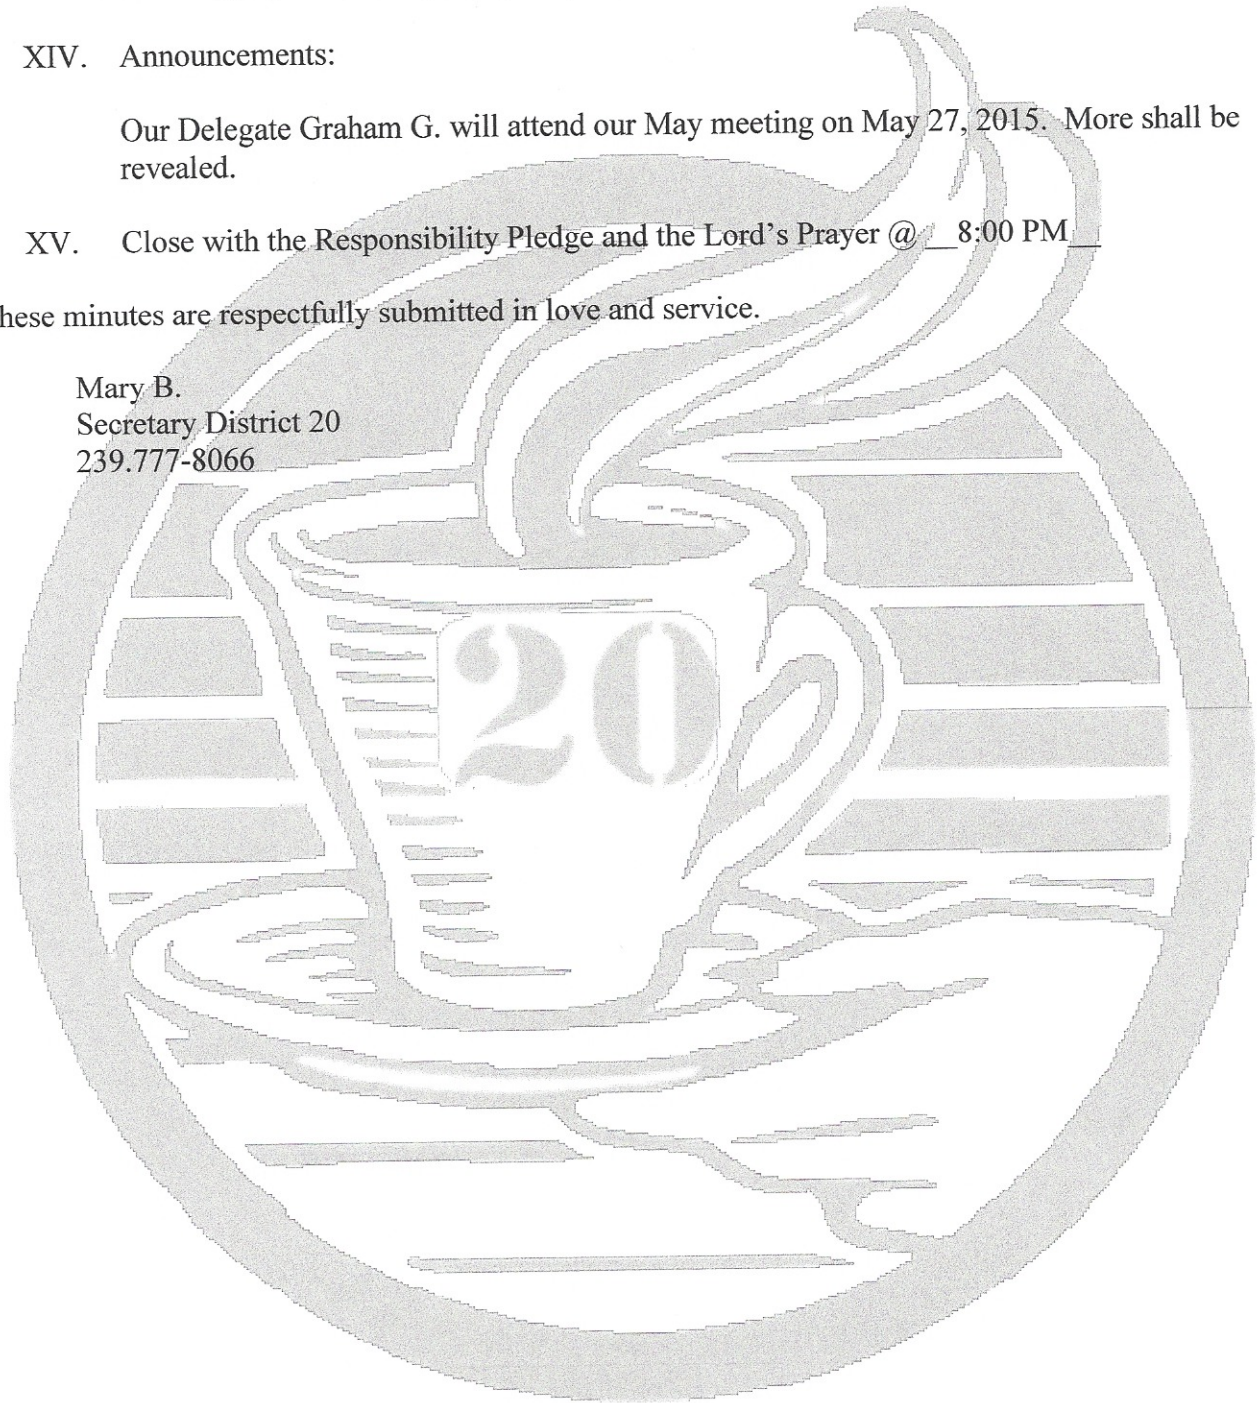 XIV. Announcements:
Our Delegate Graham G. will attend our May meeting on May 27, 2015. More shall be
revealed.
XV. Close with the Responsibility Pledge and the Lord's Prayer @ __8:00 PM__
hese minutes are respectfully submitted in love and service.
Mary B.
Secretary District 20
239.777-8066
20